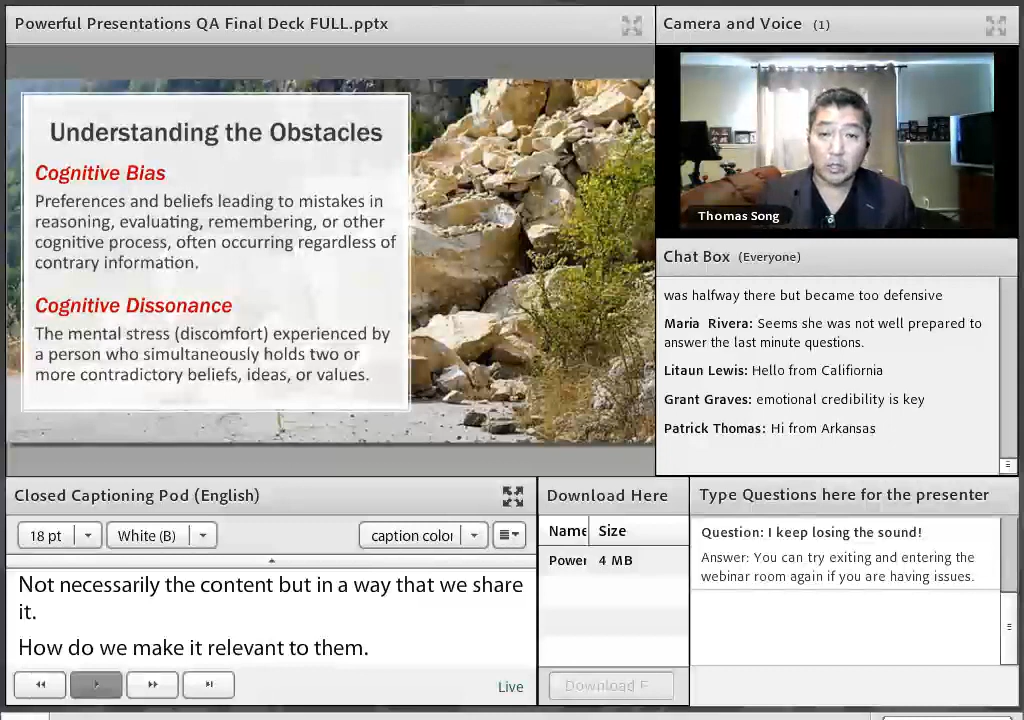 Powerful Presentations QA Final Deck FULL.pptx
Understanding the Obstacles
Cognitive Bias
Preferences and beliefs leading to mistakes in
reasoning, evaluating, remembering, or other
cognitive process, often occurring regardless of
contrary information.
Cognitive Dissonance
The mental stress (discomfort) experienced by
a person who simultaneously holds two or
more contradictory beliefs, ideas, or values.
Camera and Voice (1)
Thomas Song
Chat Box (Everyone)
was halfway there but became too defensive
Maria Rivera: Seems she was not well prepared to
answer the last minute questions.
Litaun Lewis: Hello from Califiornia
Grant Graves: emotional credibility is key
Patrick Thomas: Hi from Arkansas
Closed Captioning Pod (English)
18 pt
White (B)
caption color
Not necessarily the content but in a way that we share
it.
How do we make it relevant to them.
Live
Download Here
Name Size
Power 4 MB
Download F
Type Questions here for the presenter
Question: I keep losing the sound!
Answer: You can try exiting and entering the
webinar room again if you are having issues.